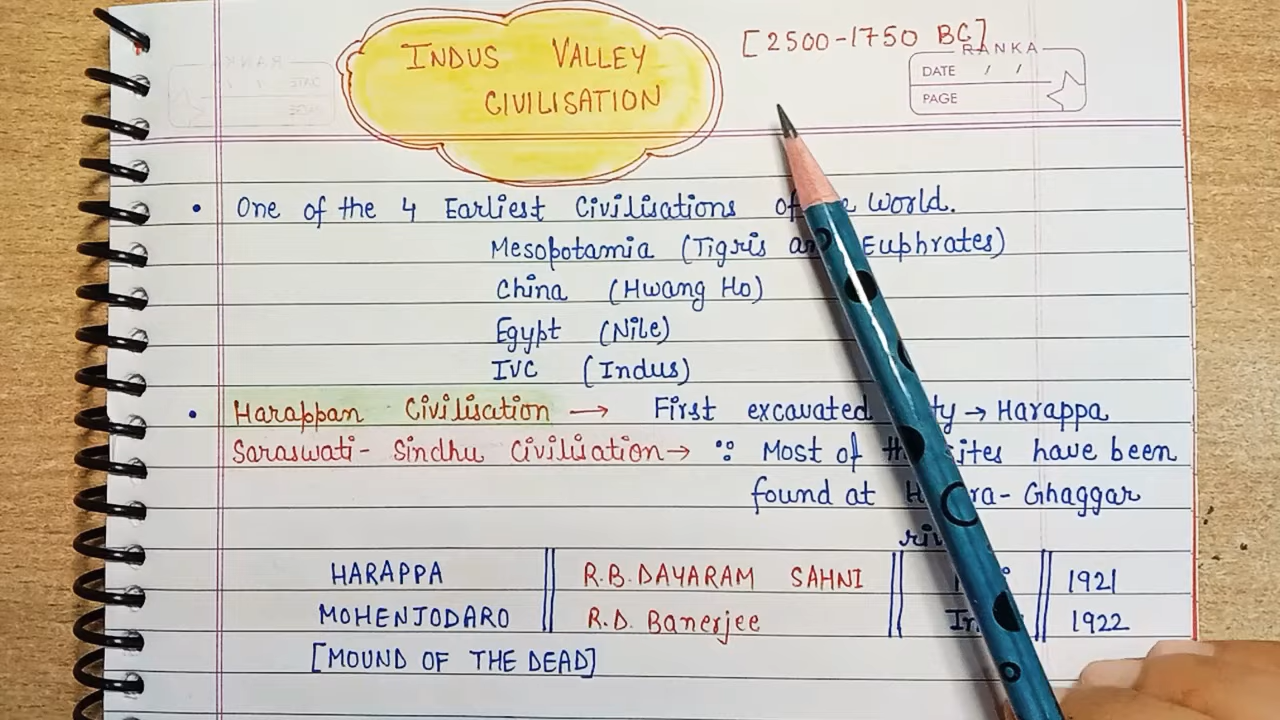 INDUS VALLEY CIVILISATION
[2500-1750 BC]
RANKA
DATE / /
PAGE
• One of the 4 Earliest Civilisations of World.
Mesopotamia (Tigris Euphrates)
China (Hwang Ho)
Egypt (Nile)
IVC (Indus)
• Harappan Civilisation → First excavated → Harappa
Saraswati- Sindhu Civilisation → ∵ Most of sites have been
found at Ghaggar
HARAPPA || R.B. DAYARAM SAHNI || || 1921
MOHENJODARO || R.D. Banerjee || || 1922
[MOUND OF THE DEAD]